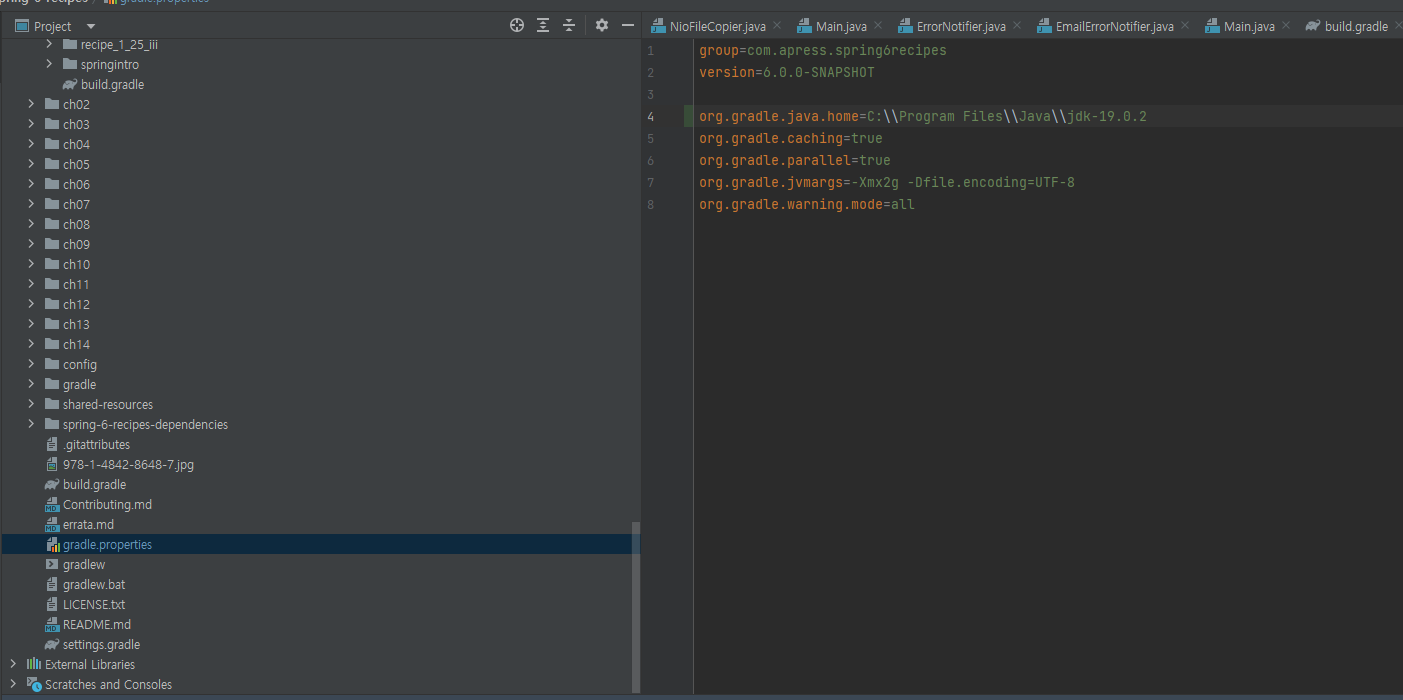 pring-6-recipes gradle.properties
Project
NioFileCopier.java Main.java ErrorNotifier.java EmailErrorNotifier.java Main.java build.gradle
recipe_1_25_iii
springintro
build.gradle
ch02
ch03
ch04
ch05
ch06
ch07
ch08
ch09
ch10
ch11
ch12
ch13
ch14
config
gradle
shared-resources
spring-6-recipes-dependencies
.gitattributes
978-1-4842-8648-7.jpg
build.gradle
Contributing.md
errata.md
gradle.properties
gradlew
gradlew.bat
LICENSE.txt
README.md
settings.gradle
External Libraries
Scratches and Consoles
1 group=com.apress.spring6recipes
2 version=6.0.0-SNAPSHOT
3
4 org.gradle.java.home=C:\\Program Files\\Java\\jdk-19.0.2
5 org.gradle.caching=true
6 org.gradle.parallel=true
7 org.gradle.jvmargs=-Xmx2g -Dfile.encoding=UTF-8
8 org.gradle.warning.mode=all